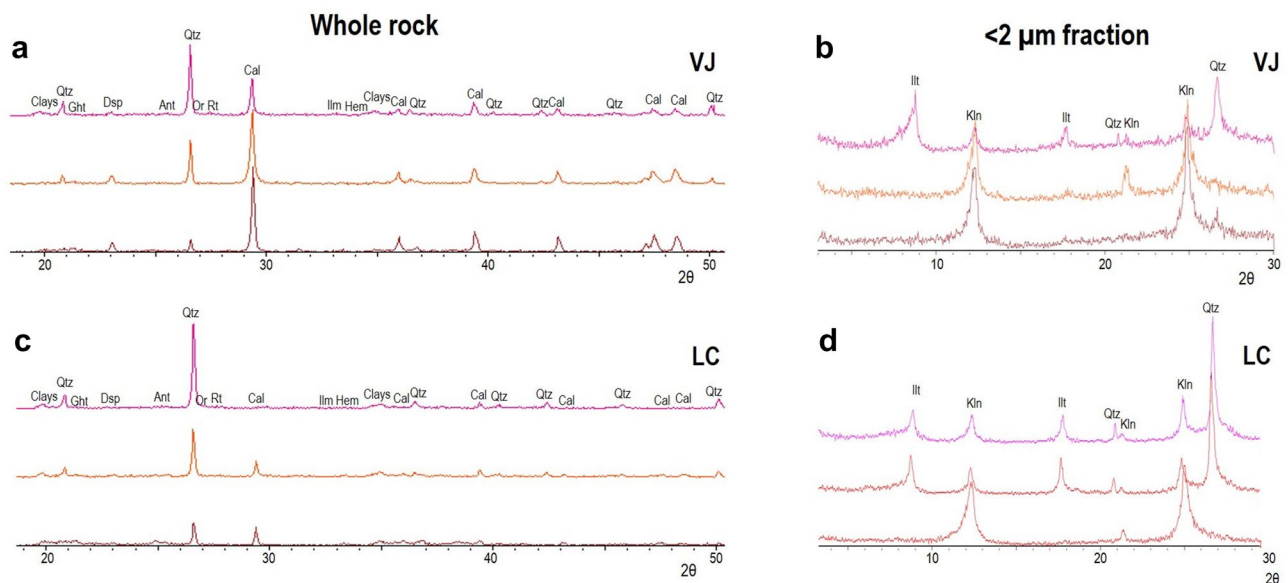 Whole rock
<2 µm fraction
a
VJ
Qtz
Cal
Clays Qtz Ght Dsp Ant Or Rt Ilm Hem Clays Cal Qtz Cal Qtz Qtz Cal Qtz Cal Cal Qtz
20 30 40 50
2θ
b
VJ
Ilt Kln Ilt Qtz Kln Kln Qtz
10 20 30
2θ
c
LC
Qtz
Clays Qtz Ght Dsp Ant Or Rt Cal Ilm Hem Clays Cal Qtz Cal Qtz Qtz Cal Qtz Cal Cal Qtz
20 30 40 50
2θ
d
LC
Ilt Kln Ilt Qtz Kln Kln Qtz
10 20 30
2θ